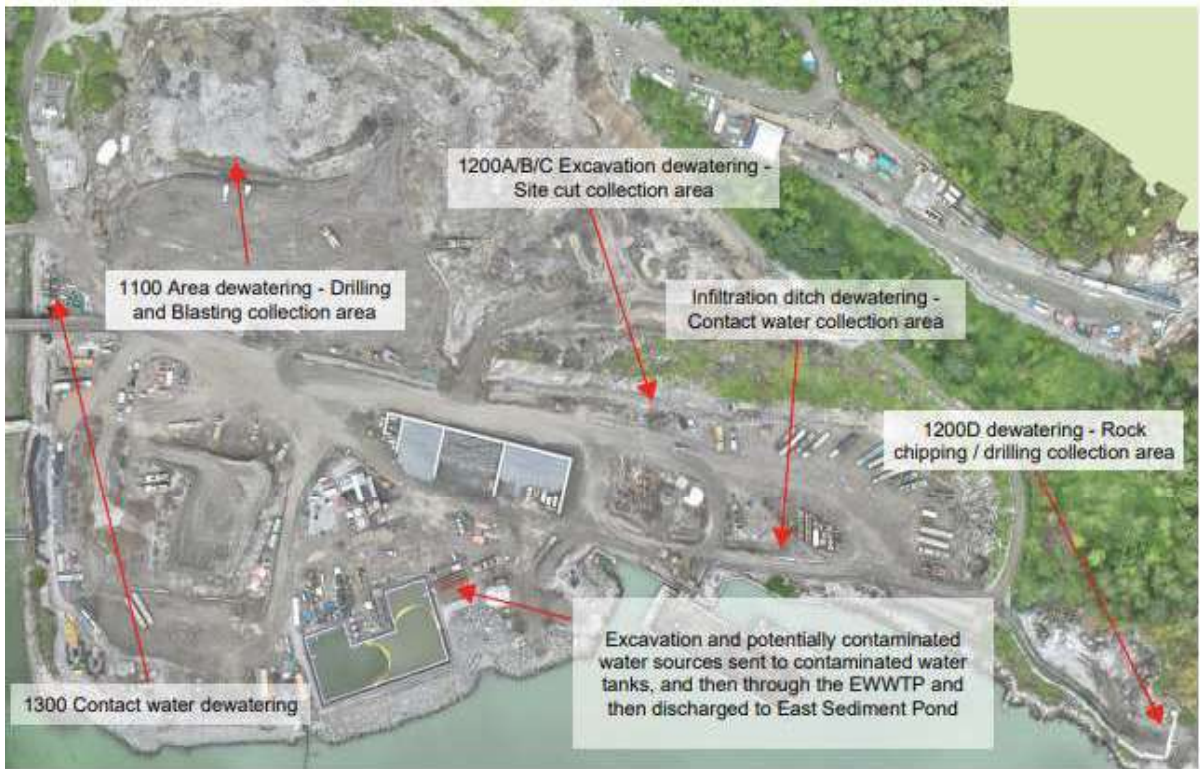 1200A/B/C Excavation dewatering -
Site cut collection area
1100 Area dewatering - Drilling
and Blasting collection area
Infiltration ditch dewatering -
Contact water collection area
1200D dewatering - Rock
chipping / drilling collection area
Excavation and potentially contaminated
water sources sent to contaminated water
tanks, and then through the EWWTP and
then discharged to East Sediment Pond
1300 Contact water dewatering